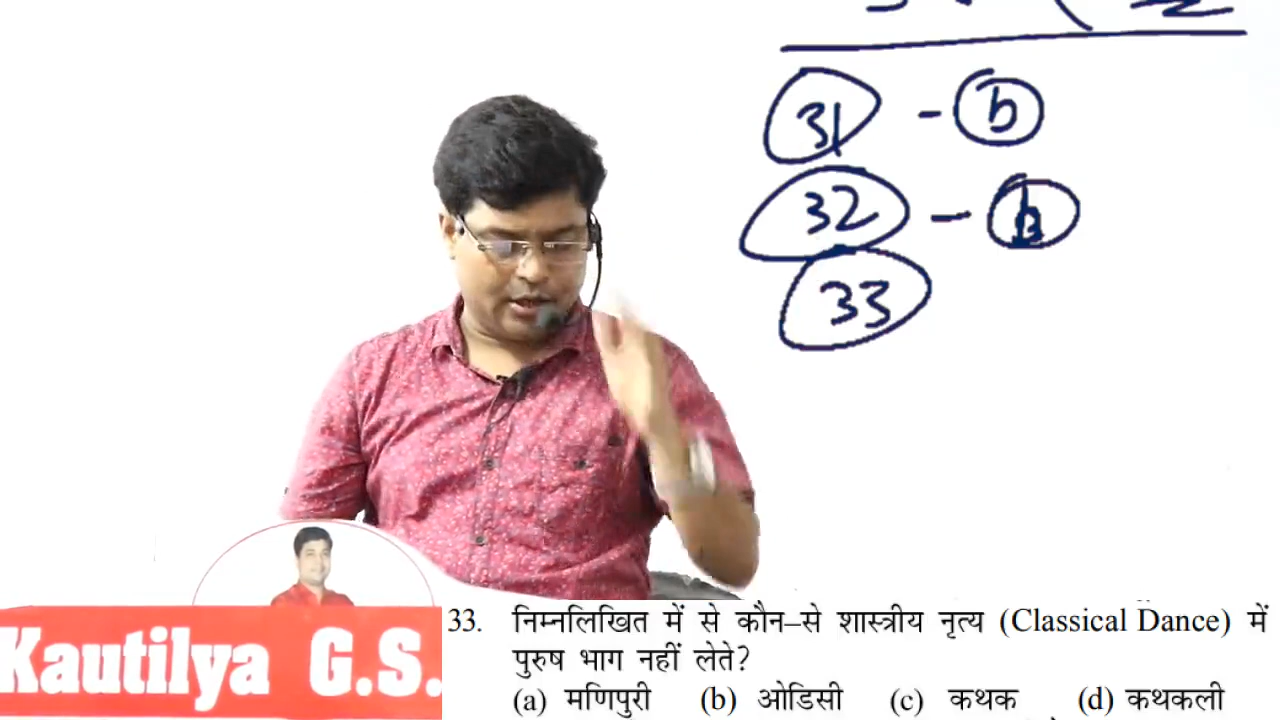 31 - b
32 - b
33
Kautilya G.S.
33. निम्नलिखित में से कौन–से शास्त्रीय नृत्य (Classical Dance) में
पुरुष भाग नहीं लेते?
(a) मणिपुरी (b) ओडिसी (c) कथक (d) कथकली